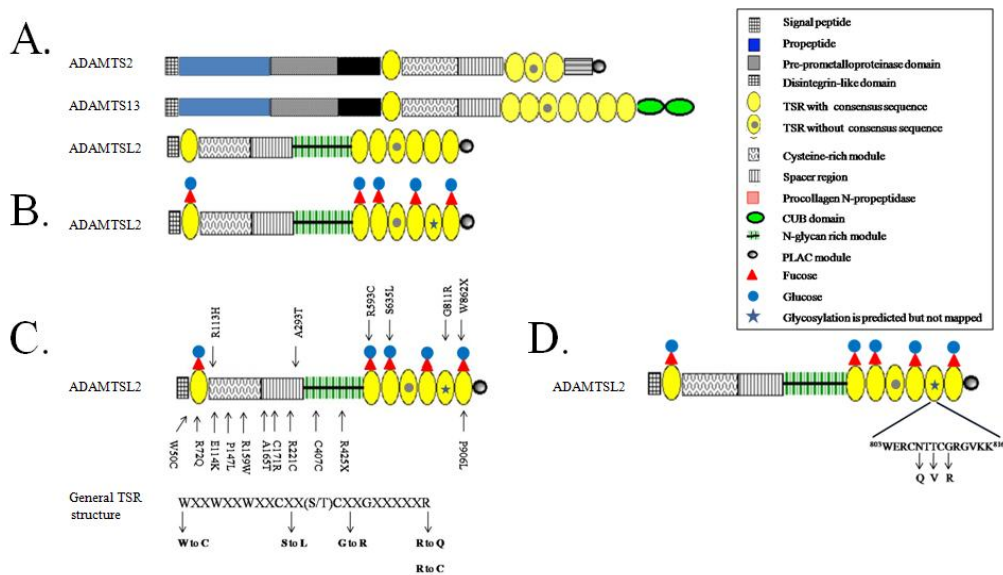 A.
ADAMTS2
ADAMTS13
ADAMTSL2
B.
ADAMTSL2
Signal peptide
Propeptide
Pre-prometalloproteinase domain
Disintegrin-like domain
TSR with consensus sequence
TSR without consensus sequence
Cysteine-rich module
Spacer region
Procollagen N-propeptidase
CUB domain
N-glycan rich module
PLAC module
Fucose
Glucose
Glycosylation is predicted but not mapped
C.
R113H
A293T
R593C
S635L
G811R
W862X
ADAMTSL2
W50C
R72Q
E114K
P147L
R159W
A165T
C171R
R221C
C407C
R425X
P906L
General TSR
structure
WXXWXXWXXCXX(S/T)CXXGXXXXXR
W to C
S to L
G to R
R to Q
R to C
D.
ADAMTSL2
⁸⁰³WERCNTTCGRGVKK⁸¹⁶
Q V R